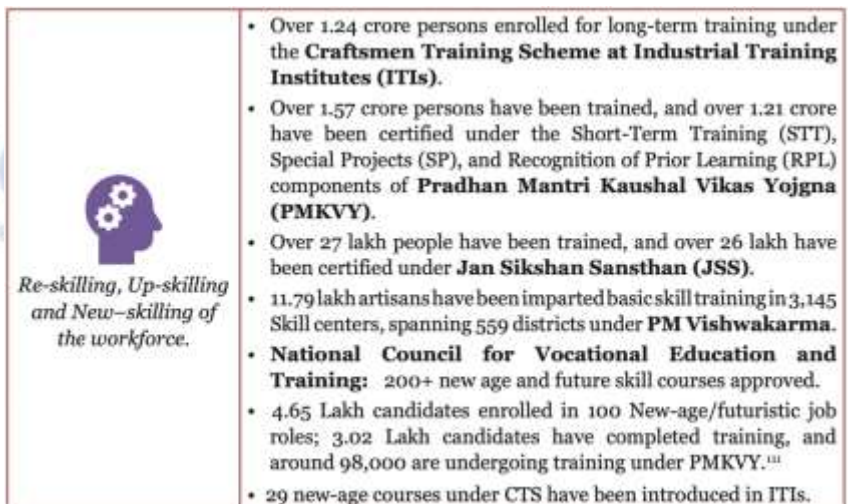 Re-skilling, Up-skilling
and New–skilling of
the workforce.
• Over 1.24 crore persons enrolled for long-term training under
the Craftsmen Training Scheme at Industrial Training
Institutes (ITIs).
• Over 1.57 crore persons have been trained, and over 1.21 crore
have been certified under the Short-Term Training (STT),
Special Projects (SP), and Recognition of Prior Learning (RPL)
components of Pradhan Mantri Kaushal Vikas Yojgna
(PMKVY).
• Over 27 lakh people have been trained, and over 26 lakh have
been certified under Jan Sikshan Sansthan (JSS).
• 11.79 lakh artisans have been imparted basic skill training in 3,145
Skill centers, spanning 559 districts under PM Vishwakarma.
• National Council for Vocational Education and
Training: 200+ new age and future skill courses approved.
• 4.65 Lakh candidates enrolled in 100 New-age/futuristic job
roles; 3.02 Lakh candidates have completed training, and
around 98,000 are undergoing training under PMKVY.
• 29 new-age courses under CTS have been introduced in ITIs.